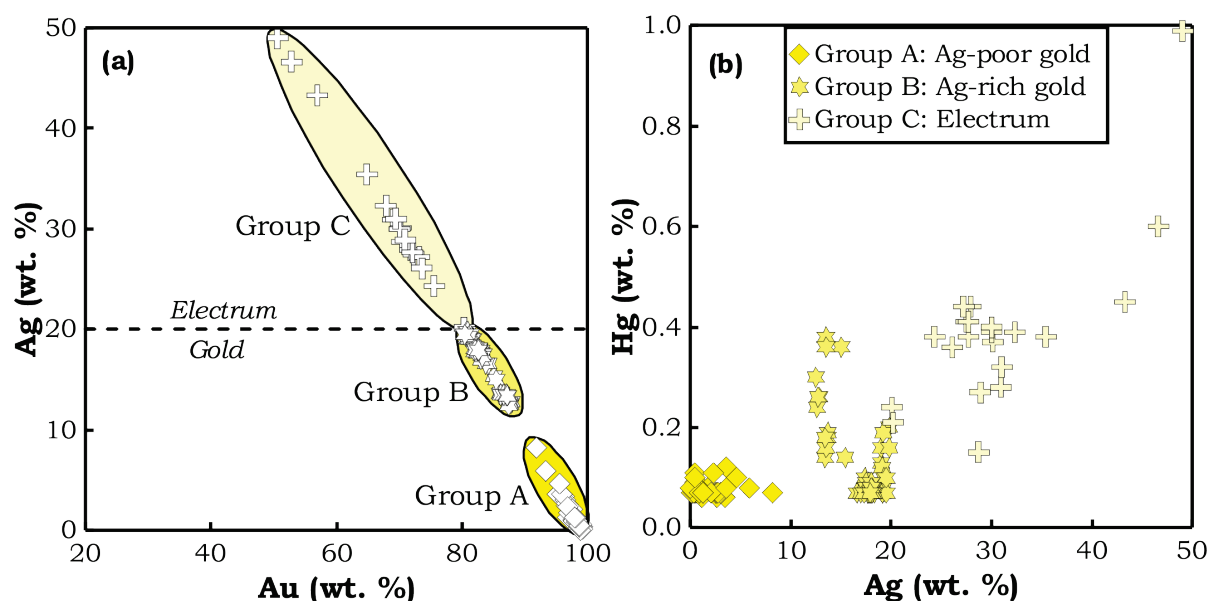 (a)
50
40
30
20
10
0
Ag (wt. %)
Group C
Electrum
Gold
Group B
Group A
20
40
60
80
100
Au (wt. %)
(b)
Group A: Ag-poor gold
Group B: Ag-rich gold
Group C: Electrum
1.0
0.8
0.6
0.4
0.2
0.0
Hg (wt. %)
0
10
20
30
40
50
Ag (wt. %)